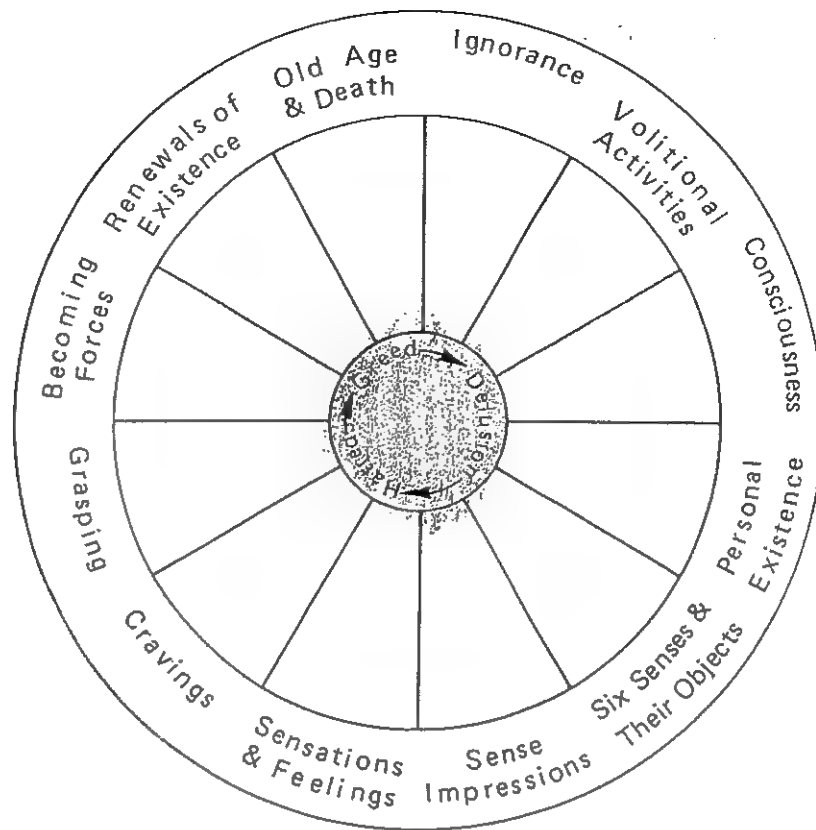 Ignorance
Volitional
Activities
Consciousness
Personal
Existence
Six Senses &
Their Objects
Sense
Impressions
Sensations
& Feelings
Cravings
Grasping
Becoming
Forces
Renewals of
Existence
Old Age
& Death
Greed
Delusion
Hatred